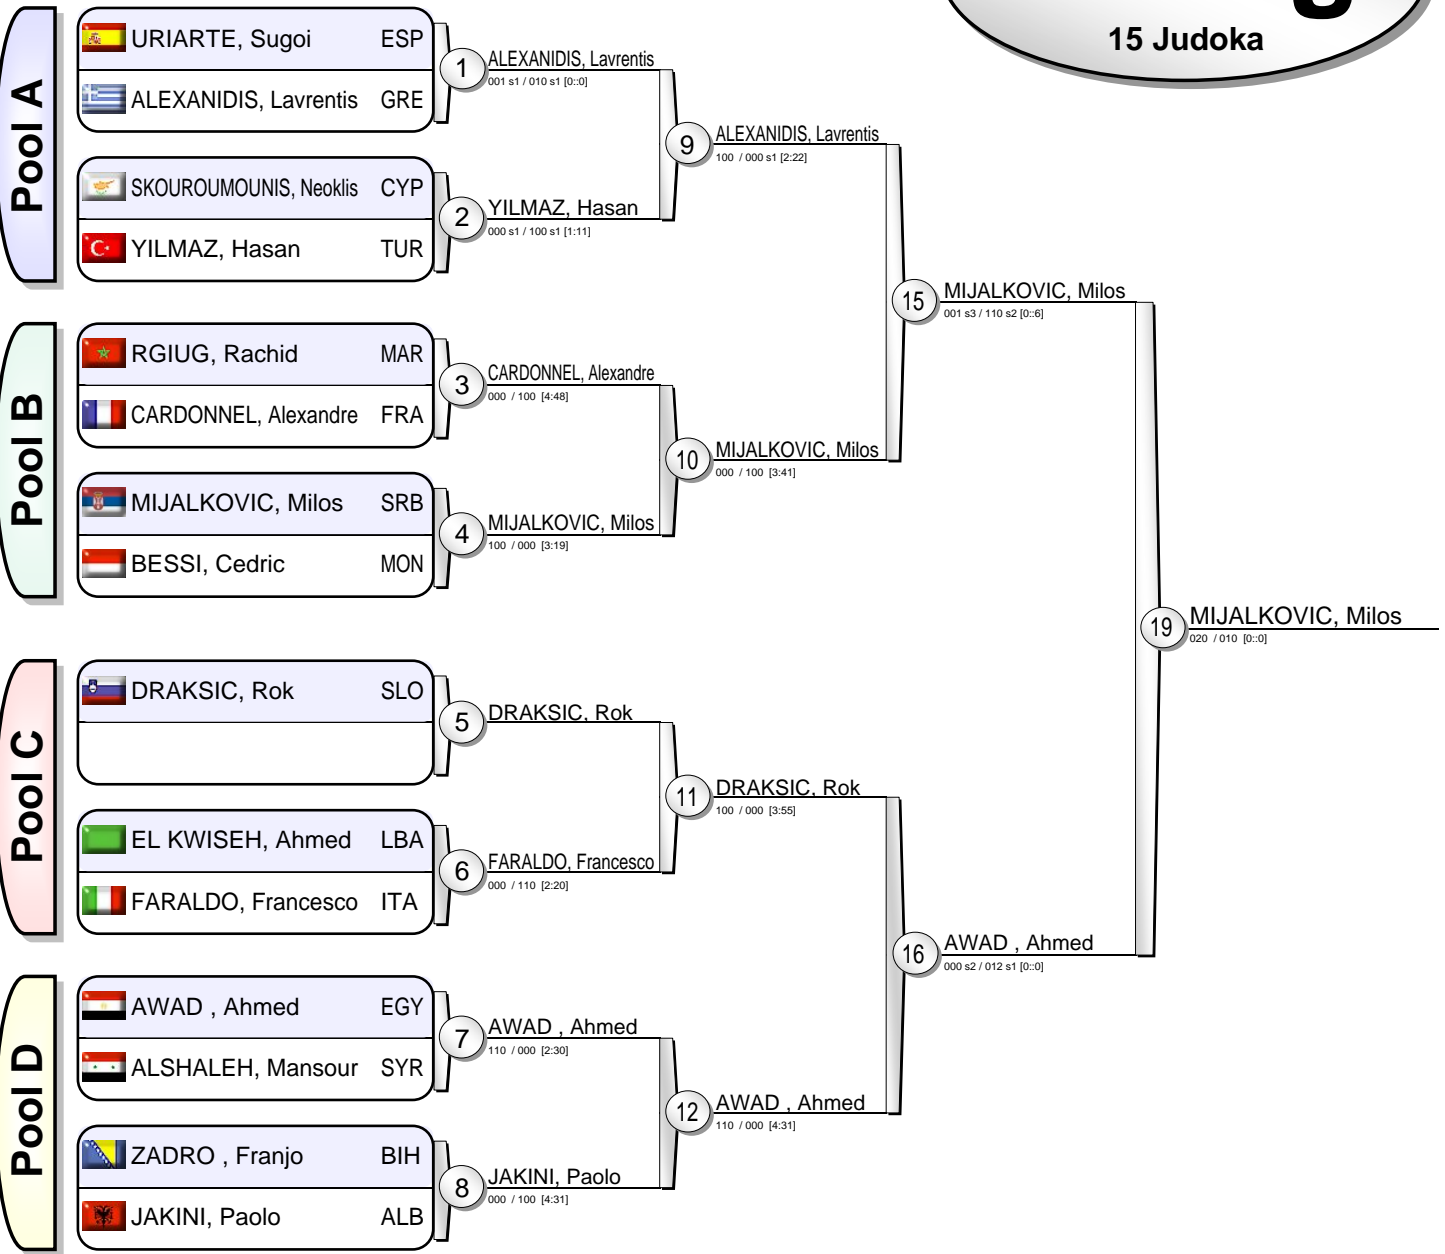 g
15 Judoka
Pool A
URIARTE, Sugoi ESP
ALEXANIDIS, Lavrentis GRE
1
ALEXANIDIS, Lavrentis
001 s1 / 010 s1 [0::0]
SKOUROUMOUNIS, Neoklis CYP
YILMAZ, Hasan TUR
2
YILMAZ, Hasan
000 s1 / 100 s1 [1:11]
9
ALEXANIDIS, Lavrentis
100 / 000 s1 [2:22]
Pool B
RGIUG, Rachid MAR
CARDONNEL, Alexandre FRA
3
CARDONNEL, Alexandre
000 / 100 [4:48]
MIJALKOVIC, Milos SRB
BESSI, Cedric MON
4
MIJALKOVIC, Milos
100 / 000 [3:19]
10
MIJALKOVIC, Milos
000 / 100 [3:41]
15
MIJALKOVIC, Milos
001 s3 / 110 s2 [0::6]
Pool C
DRAKSIC, Rok SLO
5
DRAKSIC, Rok
EL KWISEH, Ahmed LBA
FARALDO, Francesco ITA
6
FARALDO, Francesco
000 / 110 [2:20]
11
DRAKSIC, Rok
100 / 000 [3:55]
Pool D
AWAD , Ahmed EGY
ALSHALEH, Mansour SYR
7
AWAD , Ahmed
110 / 000 [2:30]
ZADRO , Franjo BIH
JAKINI, Paolo ALB
8
JAKINI, Paolo
000 / 100 [4:31]
12
AWAD , Ahmed
110 / 000 [4:31]
16
AWAD , Ahmed
000 s2 / 012 s1 [0::0]
19
MIJALKOVIC, Milos
020 / 010 [0::0]